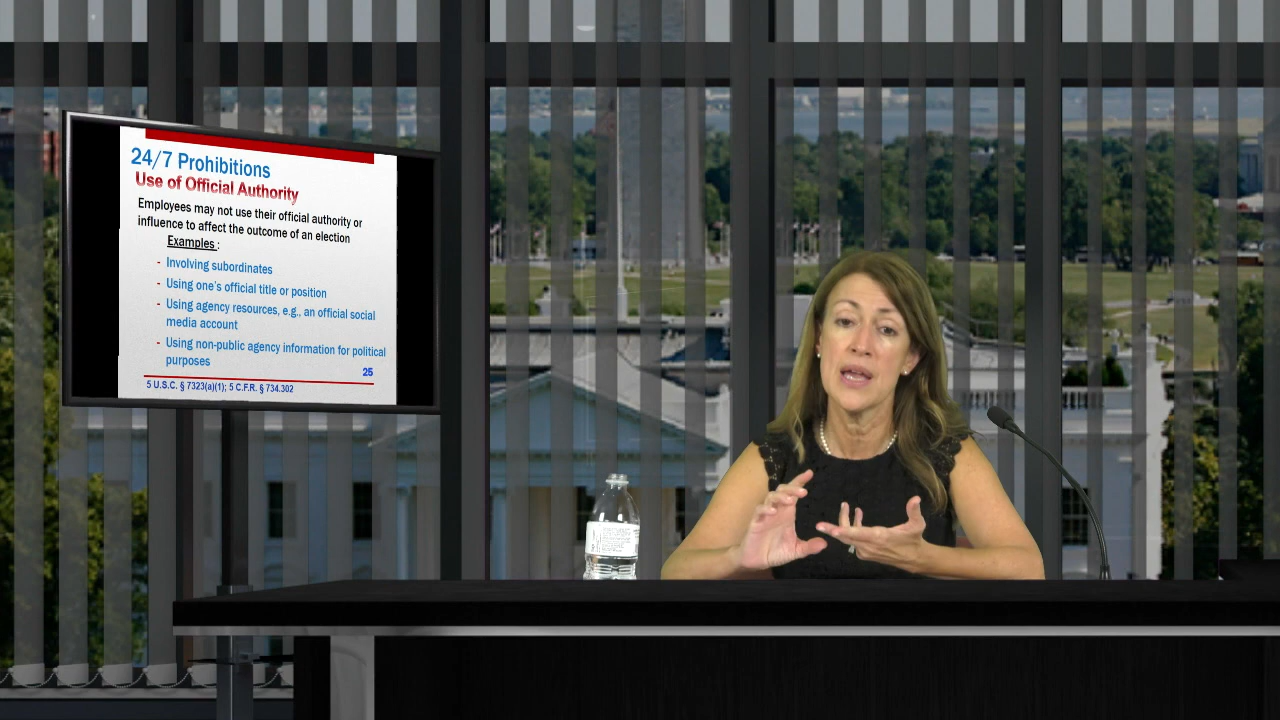 24/7 Prohibitions
Use of Official Authority
Employees may not use their official authority or
influence to affect the outcome of an election
Examples :
- Involving subordinates
- Using one's official title or position
- Using agency resources, e.g., an official social
media account
- Using non-public agency information for political
purposes
25
5 U.S.C. § 7323(a)(1); 5 C.F.R. § 734.302